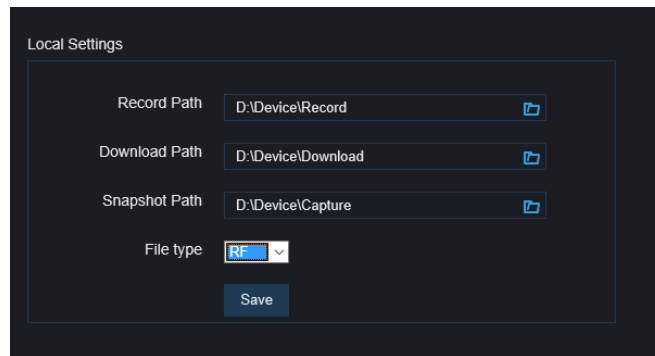 Local Settings
Record Path D:\Device\Record
Download Path D:\Device\Download
Snapshot Path D:\Device\Capture
File type RF
Save